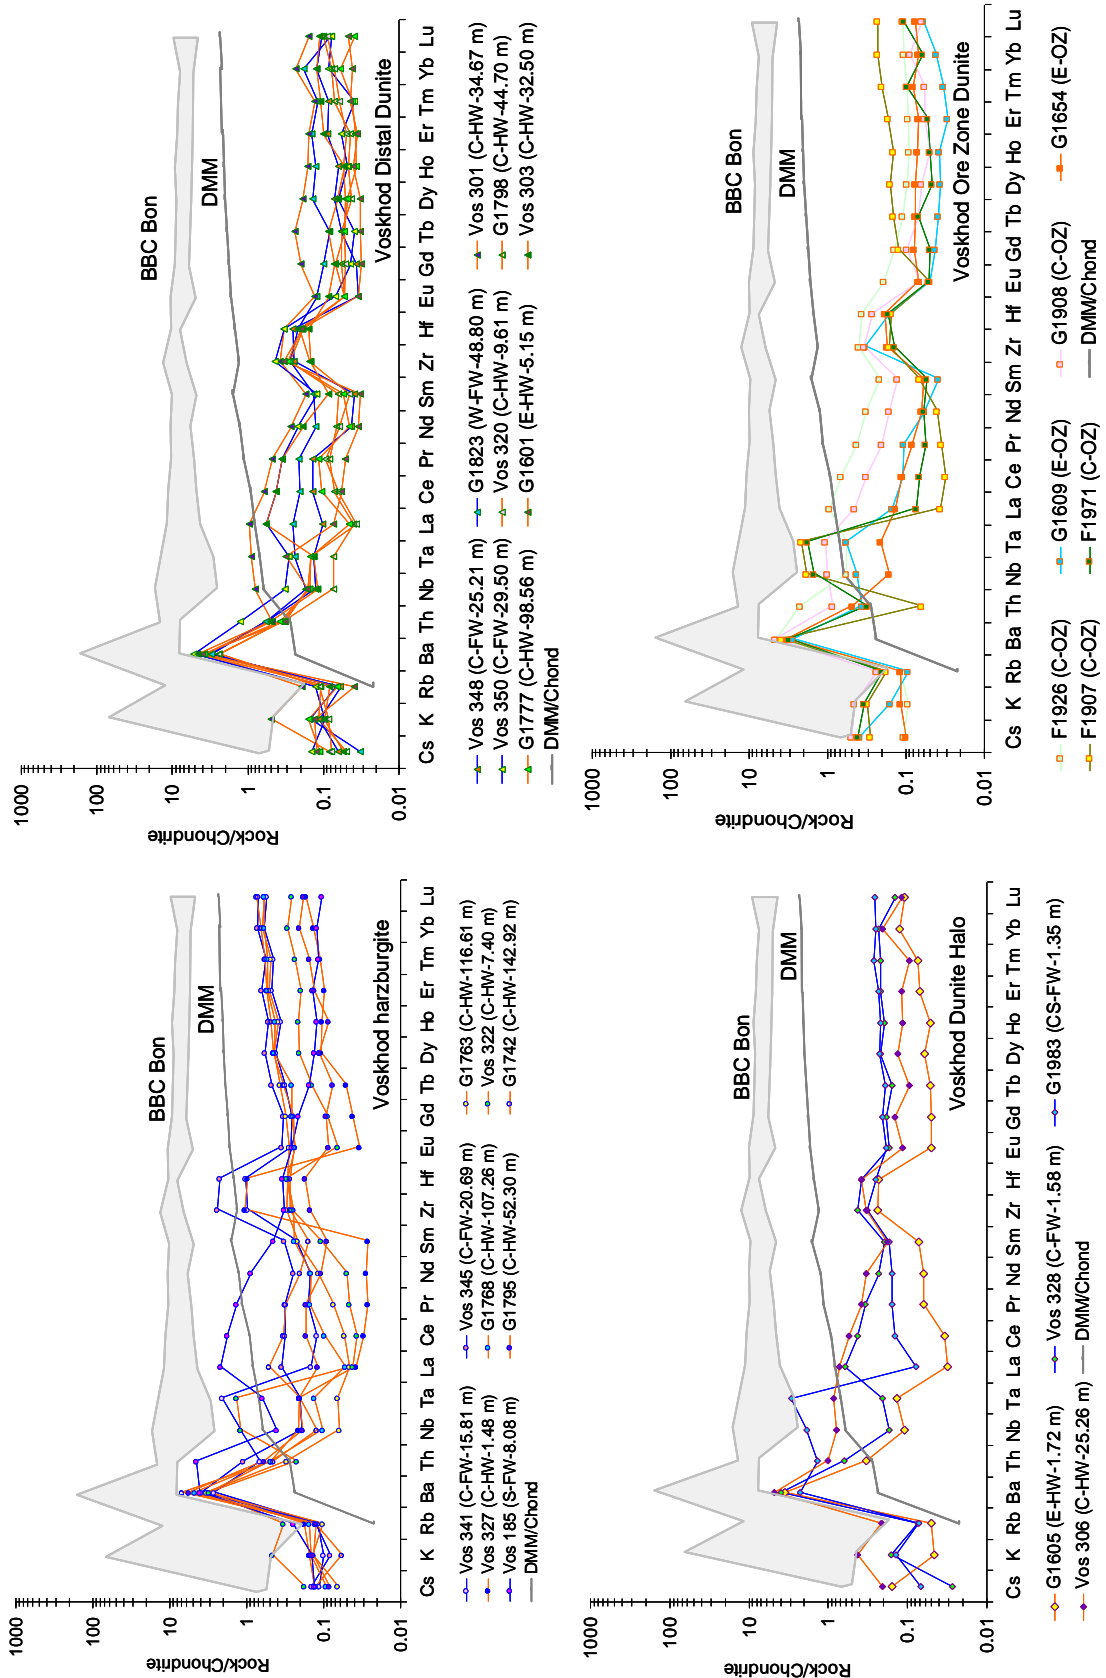 Voskhod harzburgite
BBC Bon
DMM
Rock/Chondrite
1000
100
10
1
0.1
0.01
Cs K Rb Ba Th Nb Ta La Ce Pr Nd Sm Zr Hf Eu Gd Tb Dy Ho Er Tm Yb Lu
Vos 341 (C-FW-15.81 m) Vos 345 (C-FW-20.69 m) G1763 (C-HW-116.61 m)
Vos 327 (C-HW-1.48 m) G1768 (C-HW-107.26 m) Vos 322 (C-HW-7.40 m)
Vos 185 (S-FW-8.08 m) G1795 (C-HW-52.30 m) G1742 (C-HW-142.92 m)
DMM/Chond
Voskhod Distal Dunite
BBC Bon
DMM
Rock/Chondrite
1000
100
10
1
0.1
0.01
Cs K Rb Ba Th Nb Ta La Ce Pr Nd Sm Zr Hf Eu Gd Tb Dy Ho Er Tm Yb Lu
Vos 348 (C-FW-25.21 m) G1823 (W-FW-48.80 m) Vos 301 (C-HW-34.67 m)
Vos 350 (C-FW-29.50 m) Vos 320 (C-HW-9.61 m) G1798 (C-HW-44.70 m)
G1777 (C-HW-98.56 m) G1601 (E-HW-5.15 m) Vos 303 (C-HW-32.50 m)
DMM/Chond
Voskhod Dunite Halo
BBC Bon
DMM
Rock/Chondrite
1000
100
10
1
0.1
0.01
Cs K Rb Ba Th Nb Ta La Ce Pr Nd Sm Zr Hf Eu Gd Tb Dy Ho Er Tm Yb Lu
G1605 (E-HW-1.72 m) Vos 328 (C-FW-1.58 m) G1983 (CS-FW-1.35 m)
Vos 306 (C-HW-25.26 m) DMM/Chond
Voskhod Ore Zone Dunite
BBC Bon
DMM
Rock/Chondrite
1000
100
10
1
0.1
0.01
Cs K Rb Ba Th Nb Ta La Ce Pr Nd Sm Zr Hf Eu Gd Tb Dy Ho Er Tm Yb Lu
F1926 (C-OZ) G1609 (E-OZ) G1908 (C-OZ) G1654 (E-OZ)
F1907 (C-OZ) F1971 (C-OZ) DMM/Chond